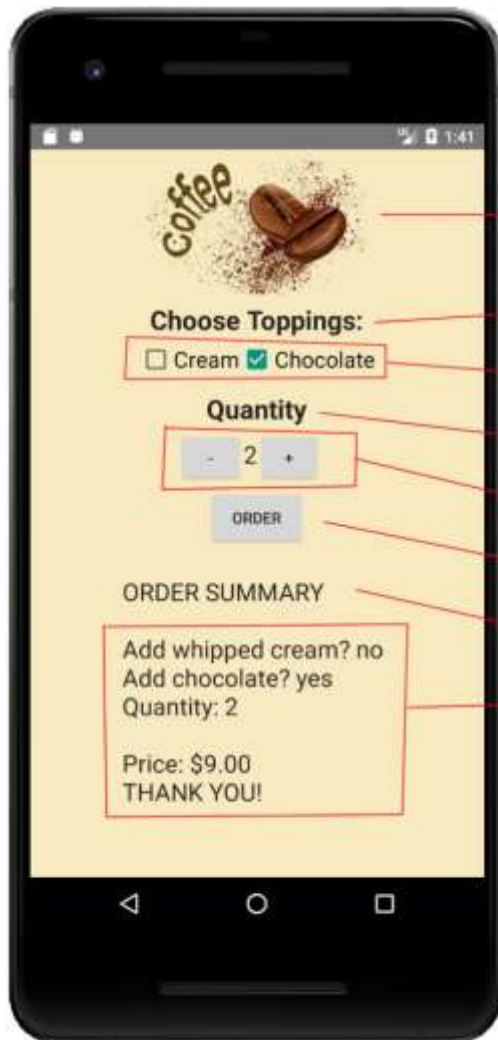 1:41
coffee
Choose Toppings:
Cream Chocolate
Quantity
- 2 +
ORDER
ORDER SUMMARY
Add whipped cream? no
Add chocolate? yes
Quantity: 2
Price: $9.00
THANK YOU!